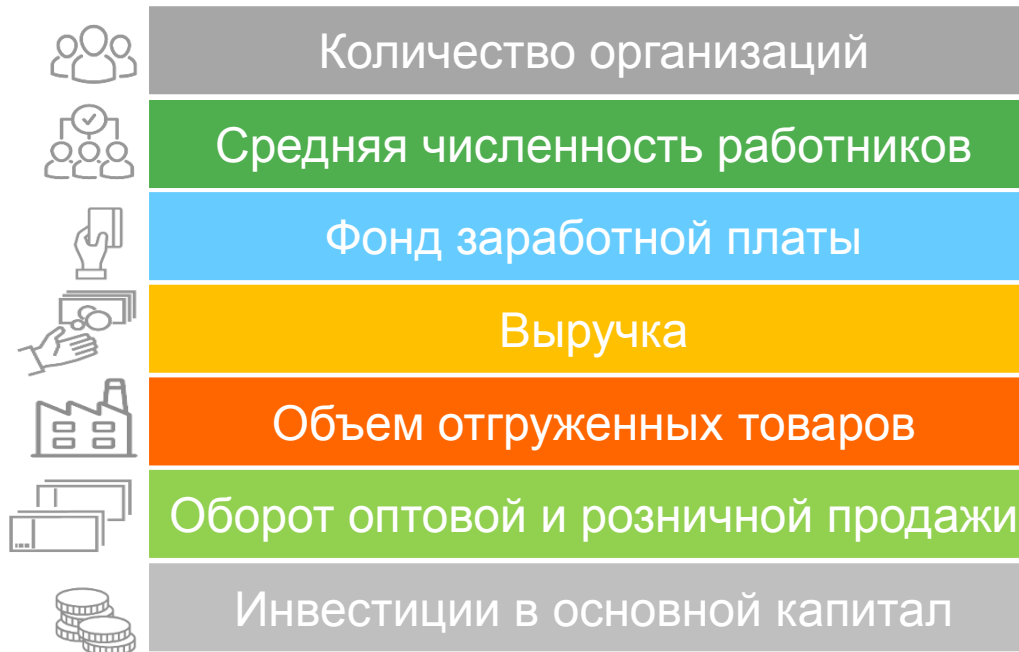 Количество организаций
Средняя численность работников
Фонд заработной платы
Выручка
Объем отгруженных товаров
Оборот оптовой и розничной продажи
Инвестиции в основной капитал